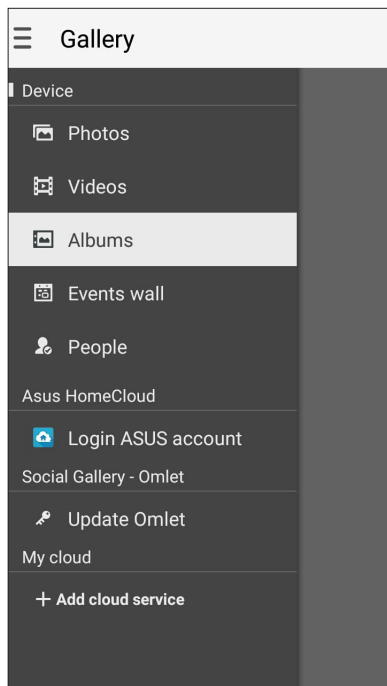 Gallery
Device
Photos
Videos
Albums
Events wall
People
Asus HomeCloud
Login ASUS account
Social Gallery - Omlet
Update Omlet
My cloud
+ Add cloud service